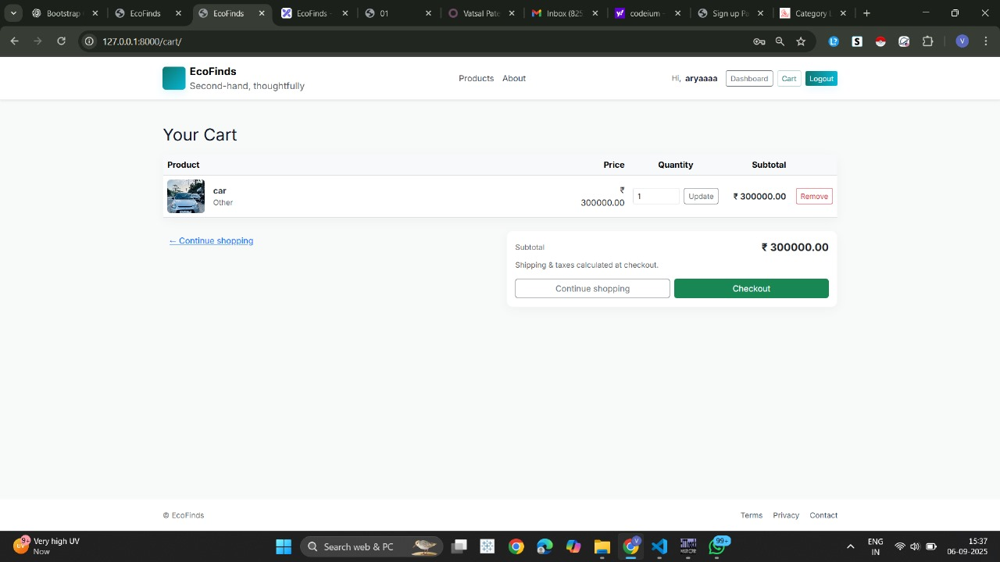 Bootstrap
EcoFinds
EcoFinds
EcoFinds
01
Vatsal Pate
Inbox (825
codeium
Sign up Pa
Category L
127.0.0.1:8000/cart/
V
EcoFinds
Second-hand, thoughtfully
Products
About
Hi, aryaaaa
Dashboard
Cart
Logout
Your Cart
Product
Price
Quantity
Subtotal
car
Other
₹
300000.00
1
Update
₹ 300000.00
Remove
← Continue shopping
Subtotal
₹ 300000.00
Shipping & taxes calculated at checkout.
Continue shopping
Checkout
© EcoFinds
Terms
Privacy
Contact
9+
Very high UV
Now
Search web & PC
99+
ENG
IN
15:37
06-09-2025